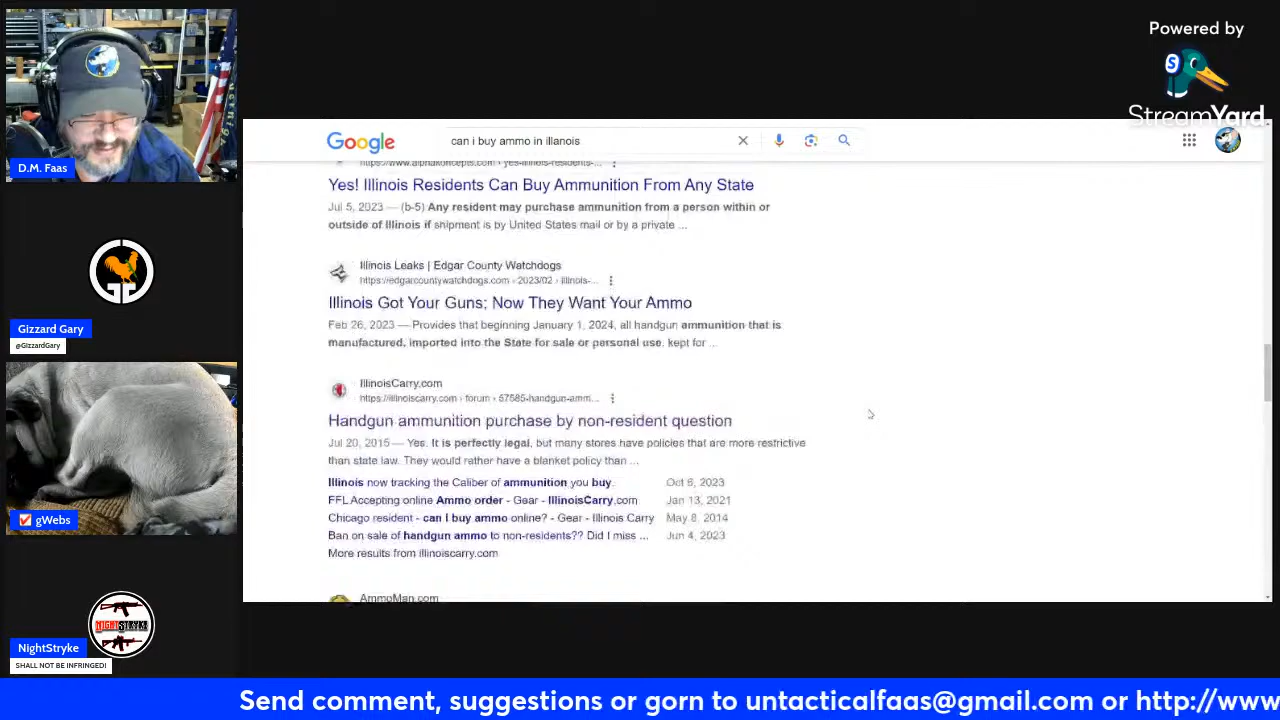 Powered by
StreamYard
D.M. Faas
Gizzard Gary
@GizzardGary
gWebs
NIGHTSTRYKE
NightStryke
SHALL NOT BE INFRINGED!
Google
can i buy ammo in illanois
https://www.alphakoncepts.com › yes-illinois-residents-...
Yes! Illinois Residents Can Buy Ammunition From Any State
Jul 5, 2023 — (b-5) Any resident may purchase ammunition from a person within or
outside of Illinois if shipment is by United States mail or by a private ...
Illinois Leaks | Edgar County Watchdogs
https://edgarcountywatchdogs.com › 2023/02 › illinois-...
Illinois Got Your Guns; Now They Want Your Ammo
Feb 26, 2023 — Provides that beginning January 1, 2024, all handgun ammunition that is
manufactured, imported into the State for sale or personal use, kept for ...
IllinoisCarry.com
https://illinoiscarry.com › forum › 57585-handgun-amm...
Handgun ammunition purchase by non-resident question
Jul 20, 2015 — Yes. It is perfectly legal, but many stores have policies that are more restrictive
than state law. They would rather have a blanket policy than ...
Illinois now tracking the Caliber of ammunition you buy. Oct 6, 2023
FFL Accepting online Ammo order - Gear - IllinoisCarry.com Jan 13, 2021
Chicago resident - can I buy ammo online? - Gear - Illinois Carry May 8, 2014
Ban on sale of handgun ammo to non-residents?? Did I miss ... Jun 4, 2023
More results from illinoiscarry.com
AmmoMan.com
Send comment, suggestions or gorn to untacticalfaas@gmail.com or http://www